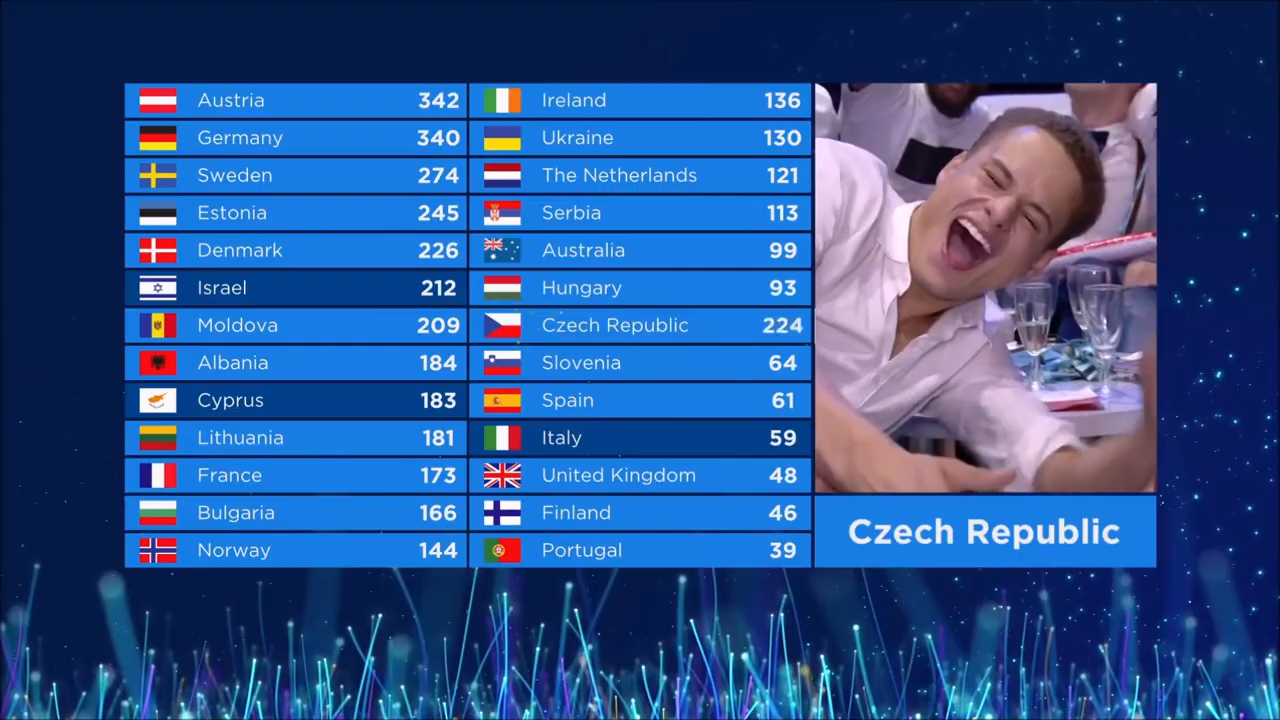 Austria 342
Germany 340
Sweden 274
Estonia 245
Denmark 226
Israel 212
Moldova 209
Albania 184
Cyprus 183
Lithuania 181
France 173
Bulgaria 166
Norway 144
Ireland 136
Ukraine 130
The Netherlands 121
Serbia 113
Australia 99
Hungary 93
Czech Republic 224
Slovenia 64
Spain 61
Italy 59
United Kingdom 48
Finland 46
Portugal 39
Czech Republic